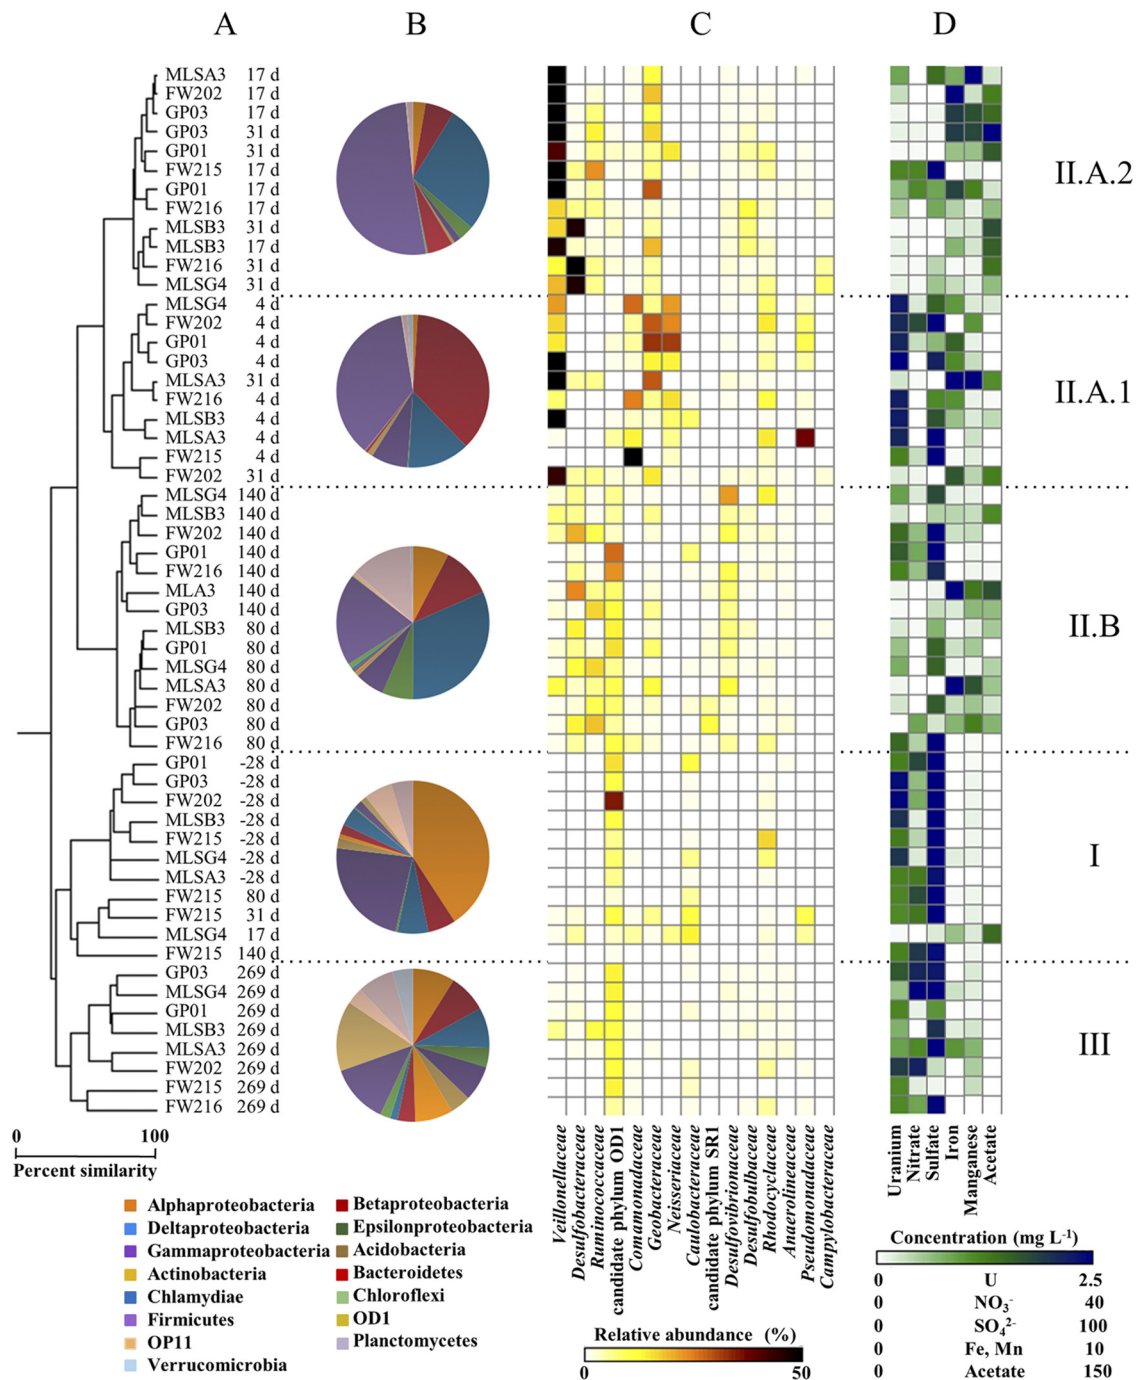 A B C D
MLSA3 17 d
FW202 17 d
GP03 17 d
GP03 31 d
GP01 31 d
FW215 17 d
GP01 17 d
FW216 17 d
MLSB3 31 d
MLSB3 17 d
FW216 31 d
MLSG4 31 d
II.A.2
MLSG4 4 d
FW202 4 d
GP01 4 d
GP03 4 d
MLSA3 31 d
FW216 4 d
MLSB3 4 d
MLSA3 4 d
FW215 4 d
FW202 31 d
II.A.1
MLSG4 140 d
MLSB3 140 d
FW202 140 d
GP01 140 d
FW216 140 d
MLA3 140 d
GP03 140 d
MLSB3 80 d
GP01 80 d
MLSG4 80 d
MLSA3 80 d
FW202 80 d
GP03 80 d
FW216 80 d
II.B
GP01 -28 d
GP03 -28 d
FW202 -28 d
MLSB3 -28 d
FW215 -28 d
MLSG4 -28 d
MLSA3 -28 d
FW215 80 d
FW215 31 d
MLSG4 17 d
FW215 140 d
I
GP03 269 d
MLSG4 269 d
GP01 269 d
MLSB3 269 d
MLSA3 269 d
FW202 269 d
FW215 269 d
FW216 269 d
III
0 100
Percent similarity
Alphaproteobacteria
Deltaproteobacteria
Gammaproteobacteria
Actinobacteria
Chlamydiae
Firmicutes
OP11
Verrucomicrobia
Betaproteobacteria
Epsilonproteobacteria
Acidobacteria
Bacteroidetes
Chloroflexi
OD1
Planctomycetes
Veillonellaceae
Desulfobacteraceae
Ruminococcaceae
candidate phylum OD1
Comamonadaceae
Geobacteraceae
Neisseriaceae
Caulobacteraceae
candidate phylum SR1
Desulfovibrionaceae
Desulfobulbaceae
Rhodocyclaceae
Anaerolineaceae
Pseudomonadaceae
Campylobacteraceae
Relative abundance (%)
0 50
Uranium
Nitrate
Sulfate
Iron
Manganese
Acetate
Concentration (mg L⁻¹)
0 U 2.5
0 NO₃⁻ 40
0 SO₄²⁻ 100
0 Fe, Mn 10
0 Acetate 150